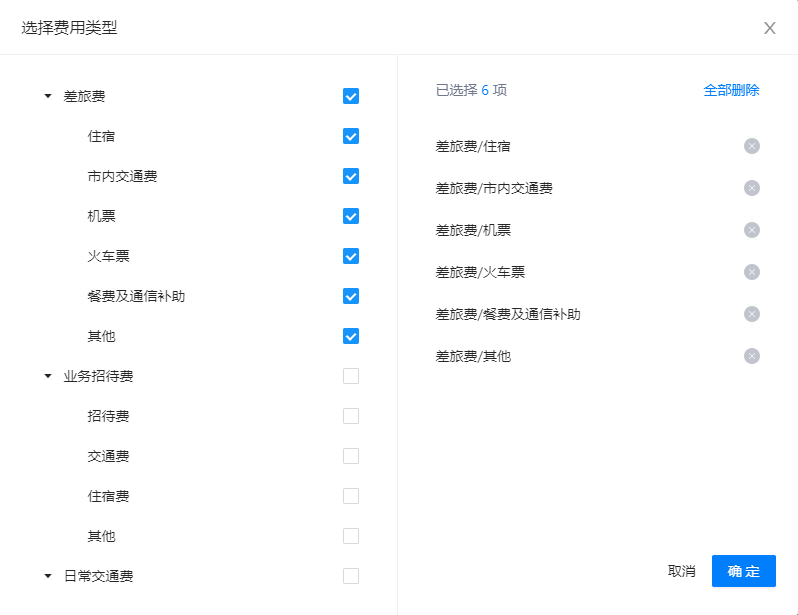 选择费用类型
差旅费
住宿
市内交通费
机票
火车票
餐费及通信补助
其他
业务招待费
招待费
交通费
住宿费
其他
日常交通费
已选择 6 项
全部删除
差旅费/住宿
差旅费/市内交通费
差旅费/机票
差旅费/火车票
差旅费/餐费及通信补助
差旅费/其他
取消
确 定